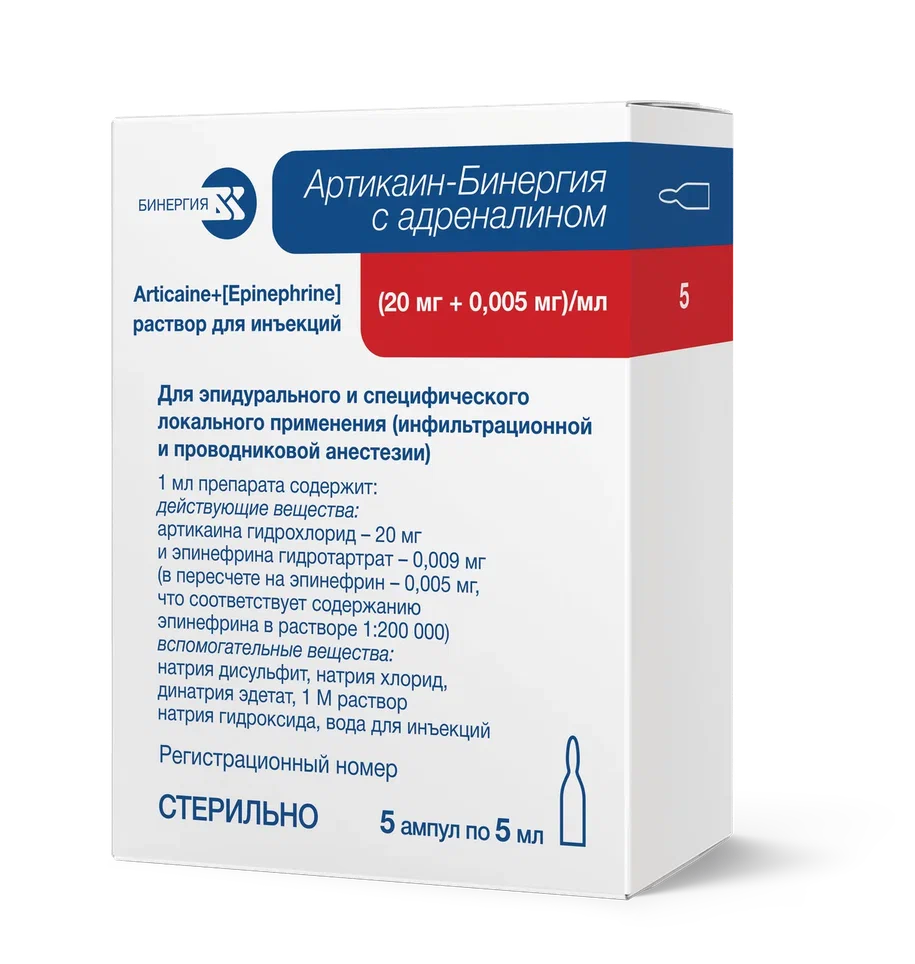 БИНЕРГИЯ
Артикаин-Бинергия
с адреналином
Articaine+[Epinephrine]
раствор для инъекций
(20 мг + 0,005 мг)/мл
5
Для эпидурального и специфического
локального применения (инфильтрационной
и проводниковой анестезии)
1 мл препарата содержит:
действующие вещества:
артикаина гидрохлорид – 20 мг
и эпинефрина гидротартрат – 0,009 мг
(в пересчете на эпинефрин – 0,005 мг,
что соответствует содержанию
эпинефрина в растворе 1:200 000)
вспомогательные вещества:
натрия дисульфит, натрия хлорид,
динатрия эдетат, 1 М раствор
натрия гидроксида, вода для инъекций
Регистрационный номер
СТЕРИЛЬНО
5 ампул по 5 мл